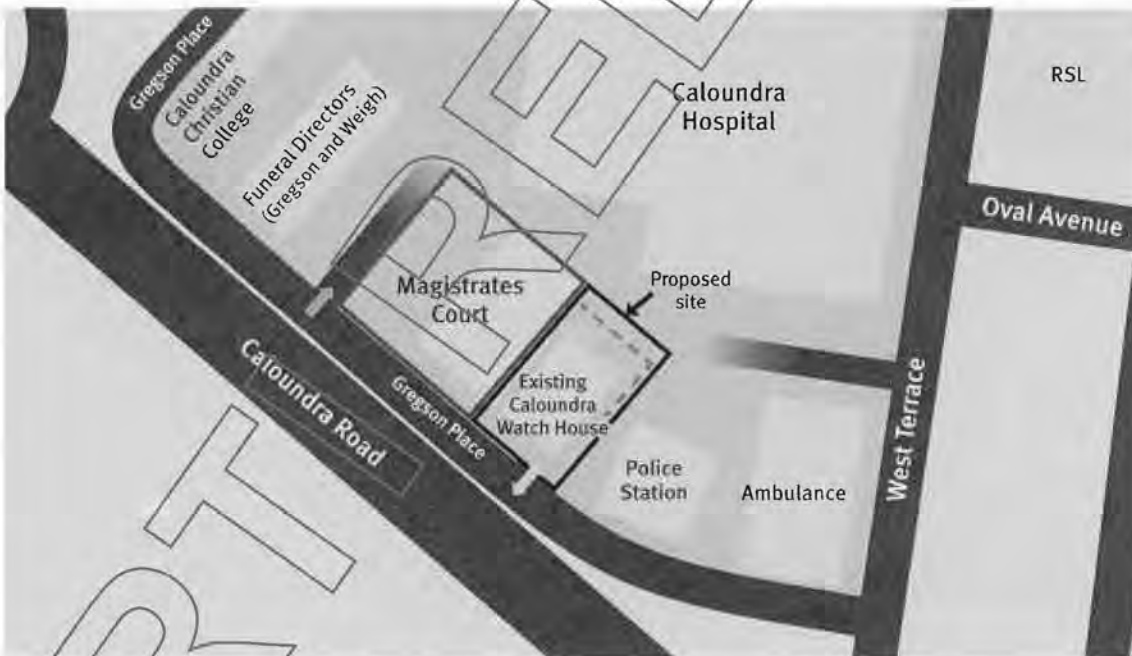 Gregson Place
Caloundra
Christian
College
Funeral Directors
(Gregson and Weigh)
Caloundra
Hospital
RSL
Oval Avenue
Magistrates
Court
Proposed
site
Caloundra Road
Gregson Place
Existing
Caloundra
Watch House
Police
Station
Ambulance
West Terrace